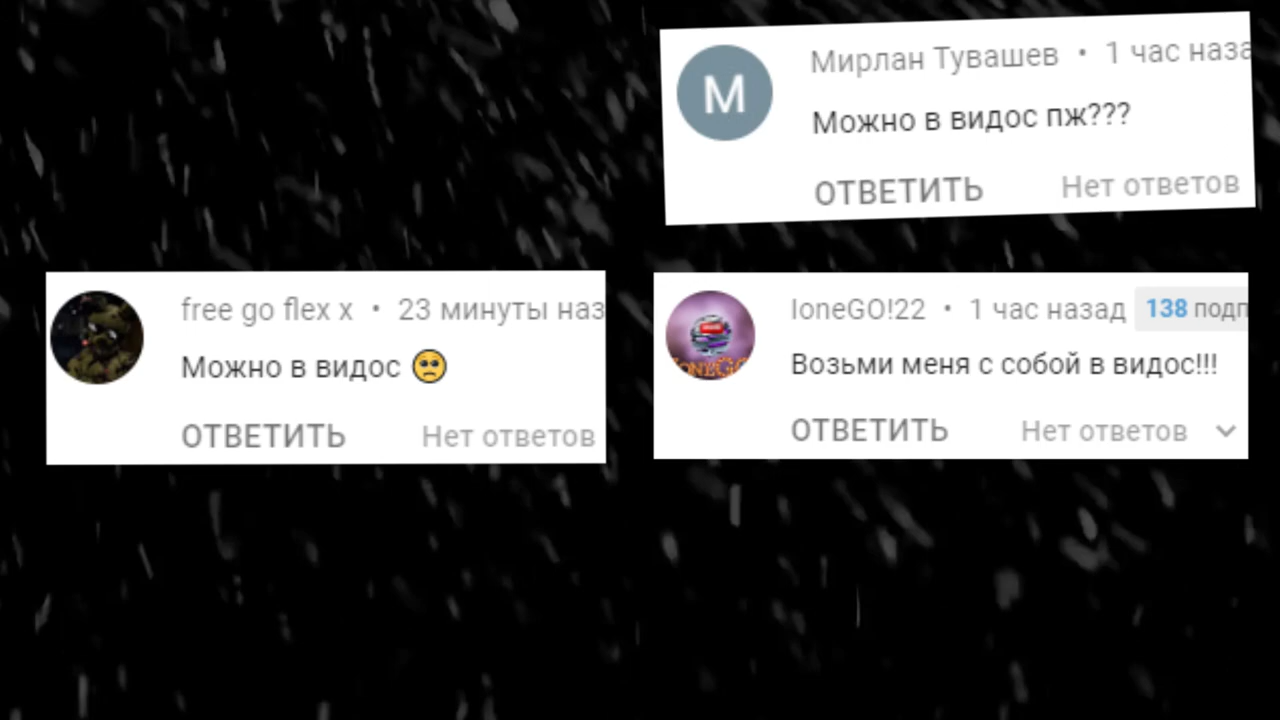 Мирлан Тувашев • 1 час наза
М
Можно в видос пж???
ОТВЕТИТЬ Нет ответов
free go flex x • 23 минуты наз
Можно в видос 🥺
ОТВЕТИТЬ Нет ответов
IoneGO!22 • 1 час назад 138 подп
Возьми меня с собой в видос!!!
ОТВЕТИТЬ Нет ответов